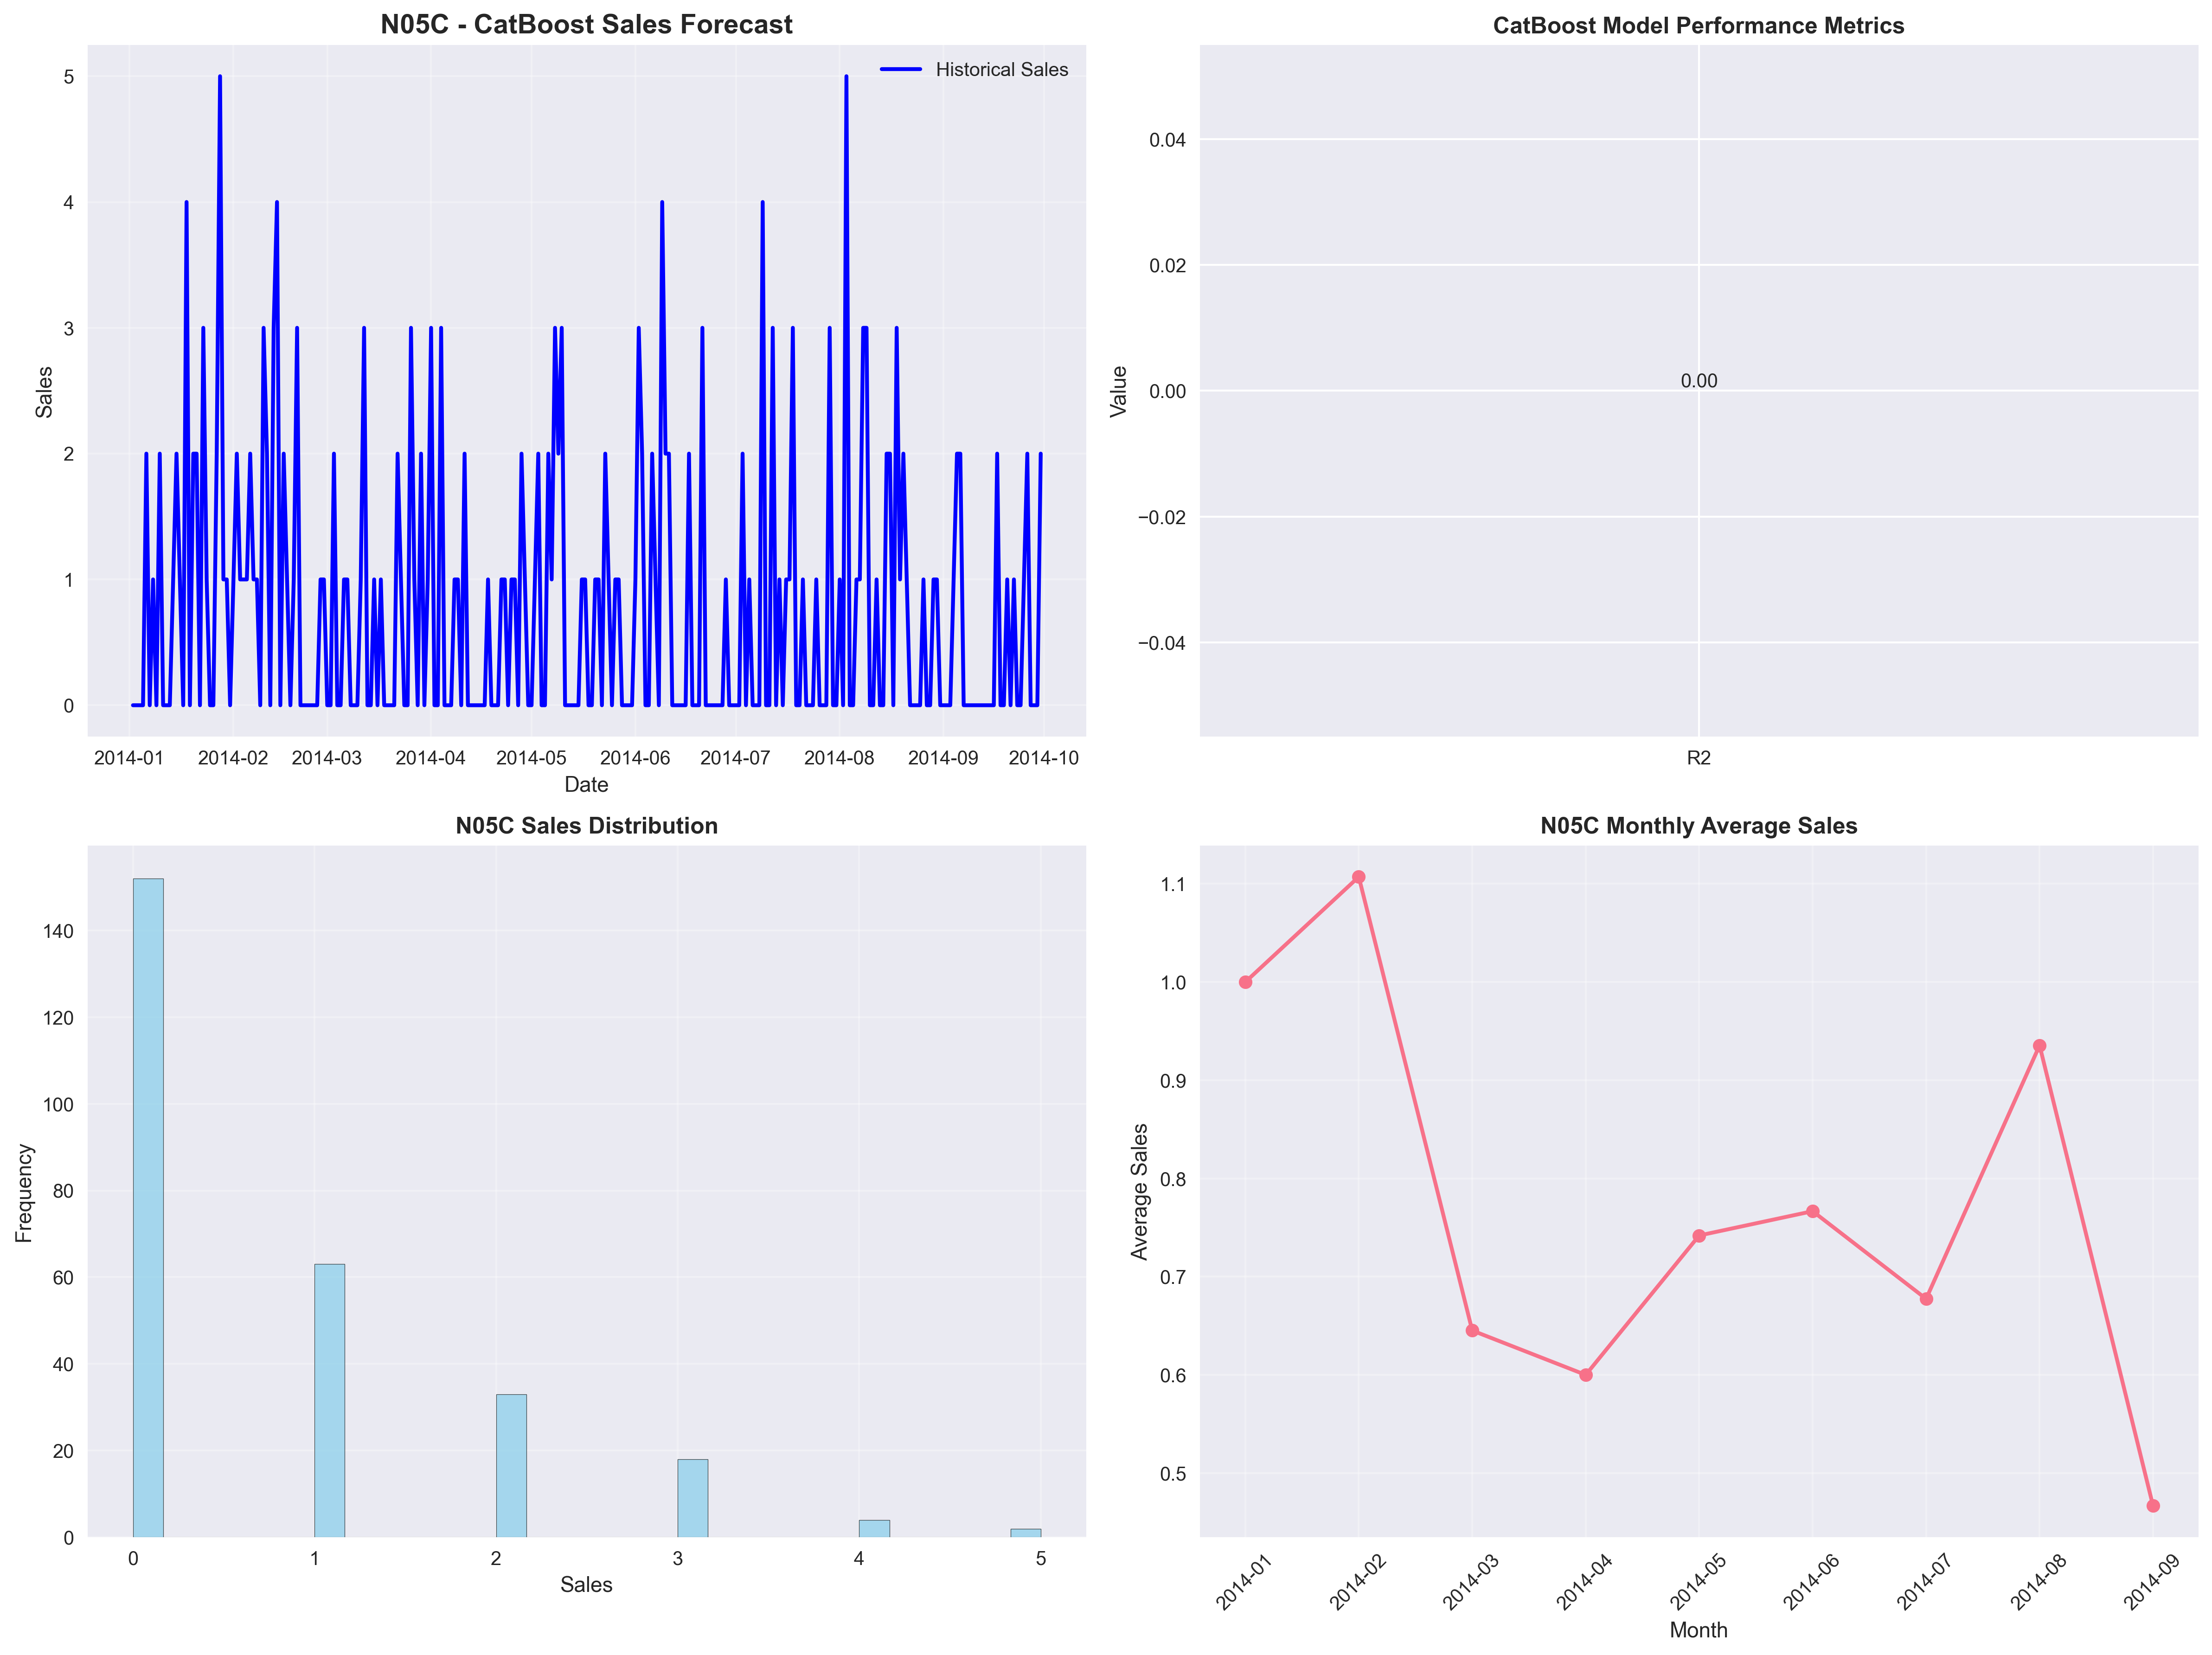 N05C - CatBoost Sales Forecast
Historical Sales
5
4
3
2
1
0
Sales
2014-01 2014-02 2014-03 2014-04 2014-05 2014-06 2014-07 2014-08 2014-09 2014-10
Date
CatBoost Model Performance Metrics
0.04
0.02
0.00
−0.02
−0.04
Value
0.00
R2
N05C Sales Distribution
140
120
100
80
60
40
20
0
Frequency
0 1 2 3 4 5
Sales
N05C Monthly Average Sales
1.1
1.0
0.9
0.8
0.7
0.6
0.5
Average Sales
2014-01 2014-02 2014-03 2014-04 2014-05 2014-06 2014-07 2014-08 2014-09
Month